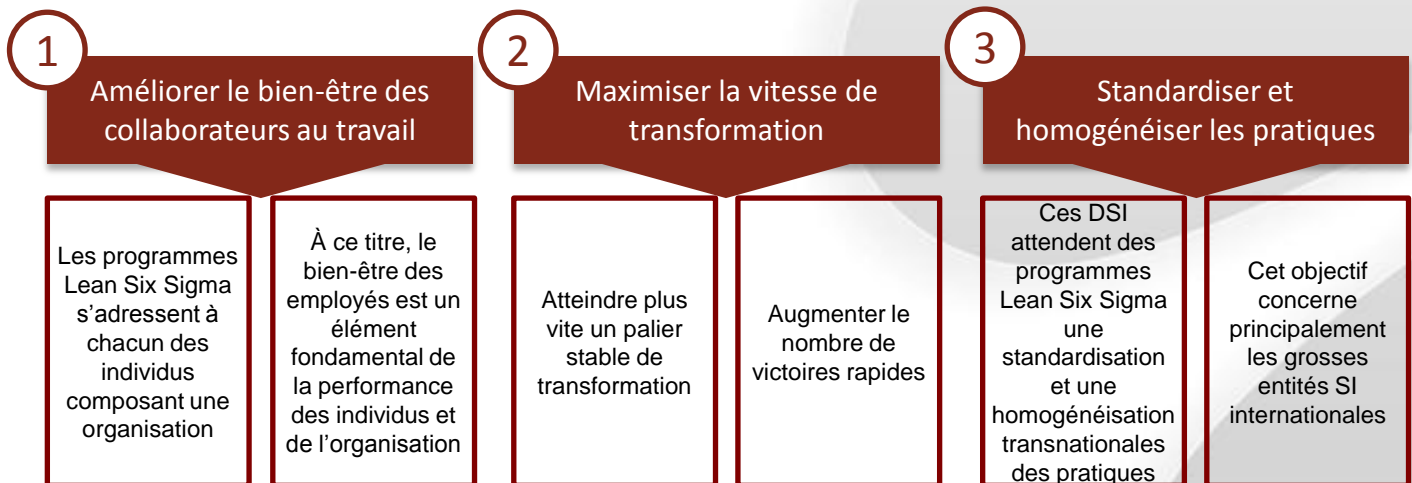 1
Améliorer le bien-être des
collaborateurs au travail
Les programmes
Lean Six Sigma
s’adressent à
chacun des
individus
composant une
organisation
À ce titre, le
bien-être des
employés est un
élément
fondamental de
la performance
des individus et
de l’organisation
2
Maximiser la vitesse de
transformation
Atteindre plus
vite un palier
stable de
transformation
Augmenter le
nombre de
victoires rapides
3
Standardiser et
homogénéiser les pratiques
Ces DSI
attendent des
programmes
Lean Six Sigma
une
standardisation
et une
homogénéisation
transnationales
des pratiques
Cet objectif
concerne
principalement
les grosses
entités SI
internationales